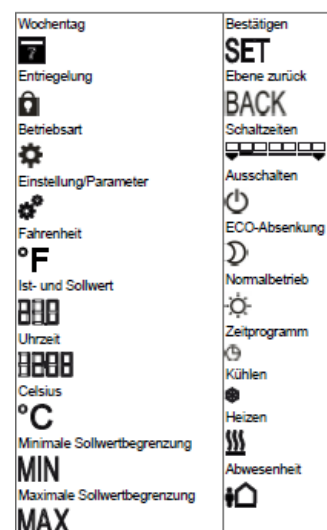 Wochentag
7
Entriegelung
Betriebsart
Einstellung/Parameter
Fahrenheit
°F
Ist- und Sollwert
Uhrzeit
Celsius
°C
Minimale Sollwertbegrenzung
MIN
Maximale Sollwertbegrenzung
MAX
Bestätigen
SET
Ebene zurück
BACK
Schaltzeiten
Ausschalten
ECO-Absenkung
Normalbetrieb
Zeitprogramm
Kühlen
Heizen
Abwesenheit